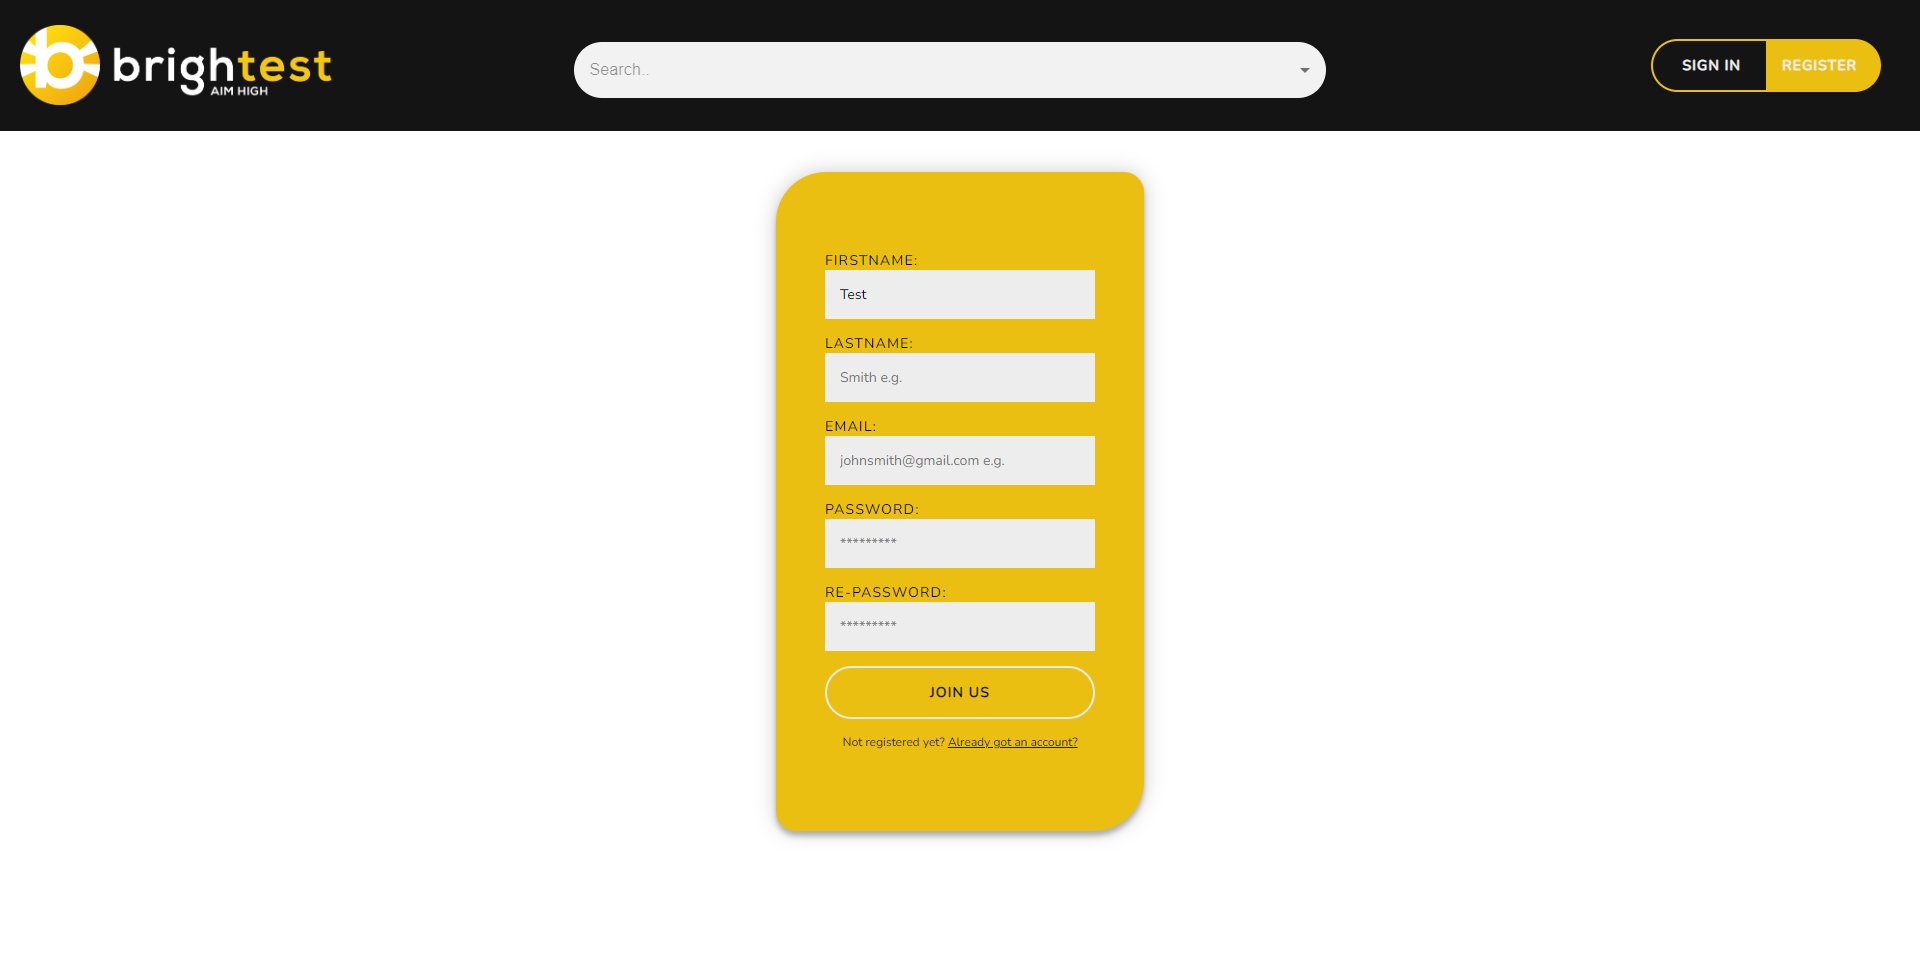 brightest
AIM HIGH
Search..
SIGN IN
REGISTER
FIRSTNAME:
Test
LASTNAME:
Smith e.g.
EMAIL:
johnsmith@gmail.com e.g.
PASSWORD:
*********
RE-PASSWORD:
*********
JOIN US
Not registered yet? Already got an account?